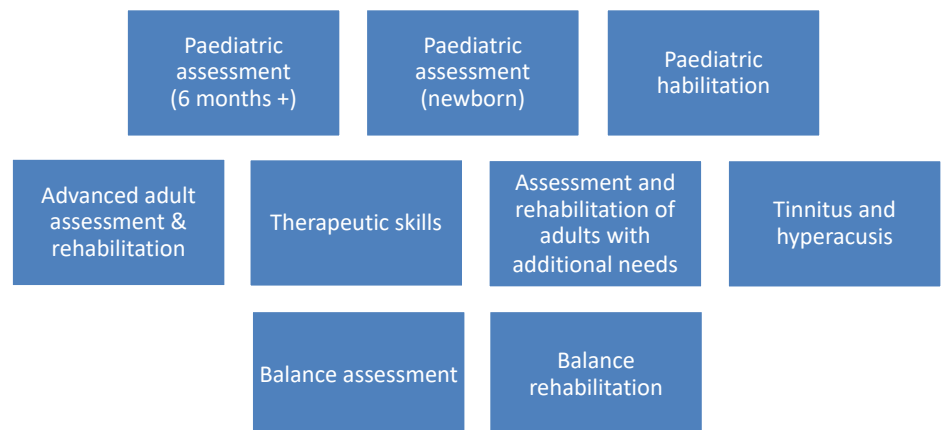 Paediatric
assessment
(6 months +)
Paediatric
assessment
(newborn)
Paediatric
habilitation
Advanced adult
assessment &
rehabilitation
Therapeutic skills
Assessment and
rehabilitation of
adults with
additional needs
Tinnitus and
hyperacusis
Balance assessment
Balance
rehabilitation